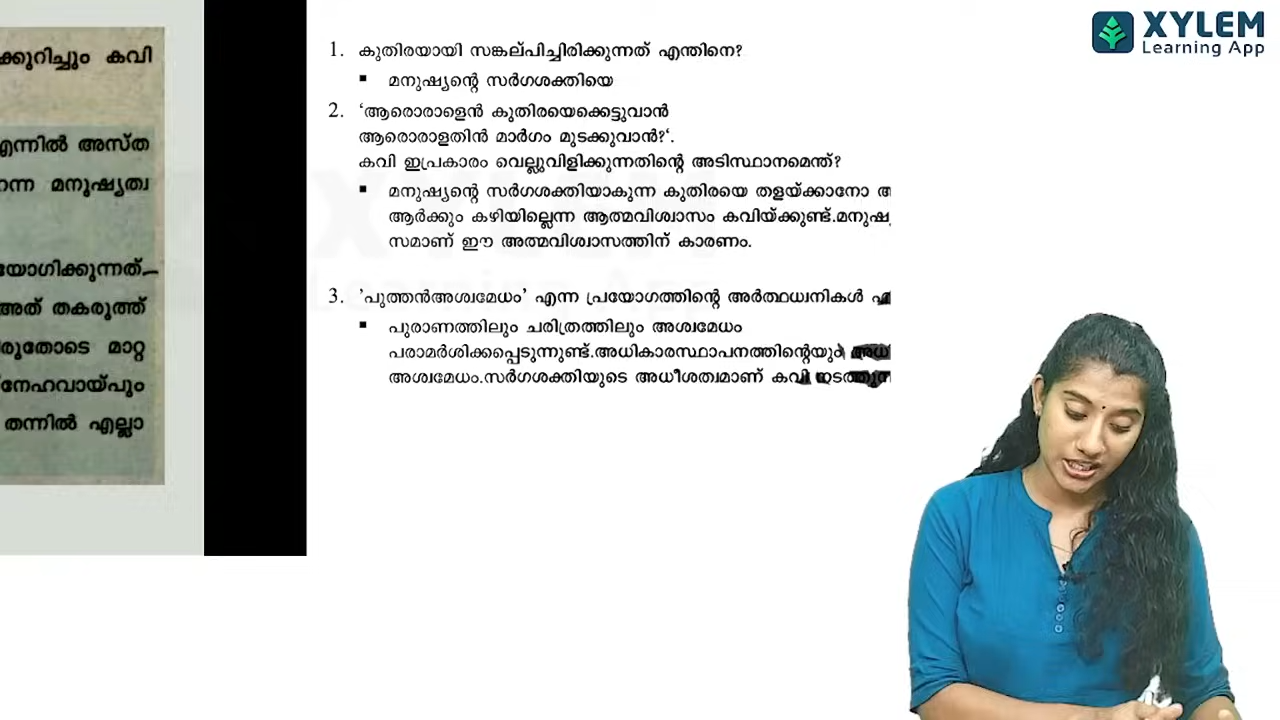 ക്കുറിച്ചും കവി
എന്നിൽ അസ്ത
മനുഷ്യത്വ
യോഗിക്കുന്നത്.
അത് തകരുത്ത്
മാറ്റ
സ്നേഹവായ്പും
തന്നിൽ എല്ലാ
1. കുതിരയായി സങ്കല്പിച്ചിരിക്കുന്നത് എന്തിനെ?
▪ മനുഷ്യന്റെ സർഗശക്തിയെ
2. ‘ആരൊരാളെൻ കുതിരയെക്കെട്ടുവാൻ
ആരൊരാളതിൻ മാർഗം മുടക്കുവാൻ?‘.
കവി ഇപ്രകാരം വെല്ലുവിളിക്കുന്നതിന്റെ അടിസ്ഥാനമെന്ത്?
▪ മനുഷ്യന്റെ സർഗശക്തിയാകുന്ന കുതിരയെ തളയ്ക്കാനോ
ആർക്കും കഴിയില്ലെന്ന ആത്മവിശ്വാസം കവിയ്ക്കുണ്ട്.മനുഷ്യ
സമാണ് ഈ അത്മവിശ്വാസത്തിന് കാരണം.
3. ’പുത്തൻഅശ്വമേധം’ എന്ന പ്രയോഗത്തിന്റെ അർത്ഥധ്വനികൾ
▪ പുരാണത്തിലും ചരിത്രത്തിലും അശ്വമേധം
പരാമർശിക്കപ്പെടുന്നുണ്ട്.അധികാരസ്ഥാപനത്തിന്റെയും
അശ്വമേധം.സർഗശക്തിയുടെ അധീശത്വമാണ് കവി
XYLEM
Learning App
XYLEM
Learning App